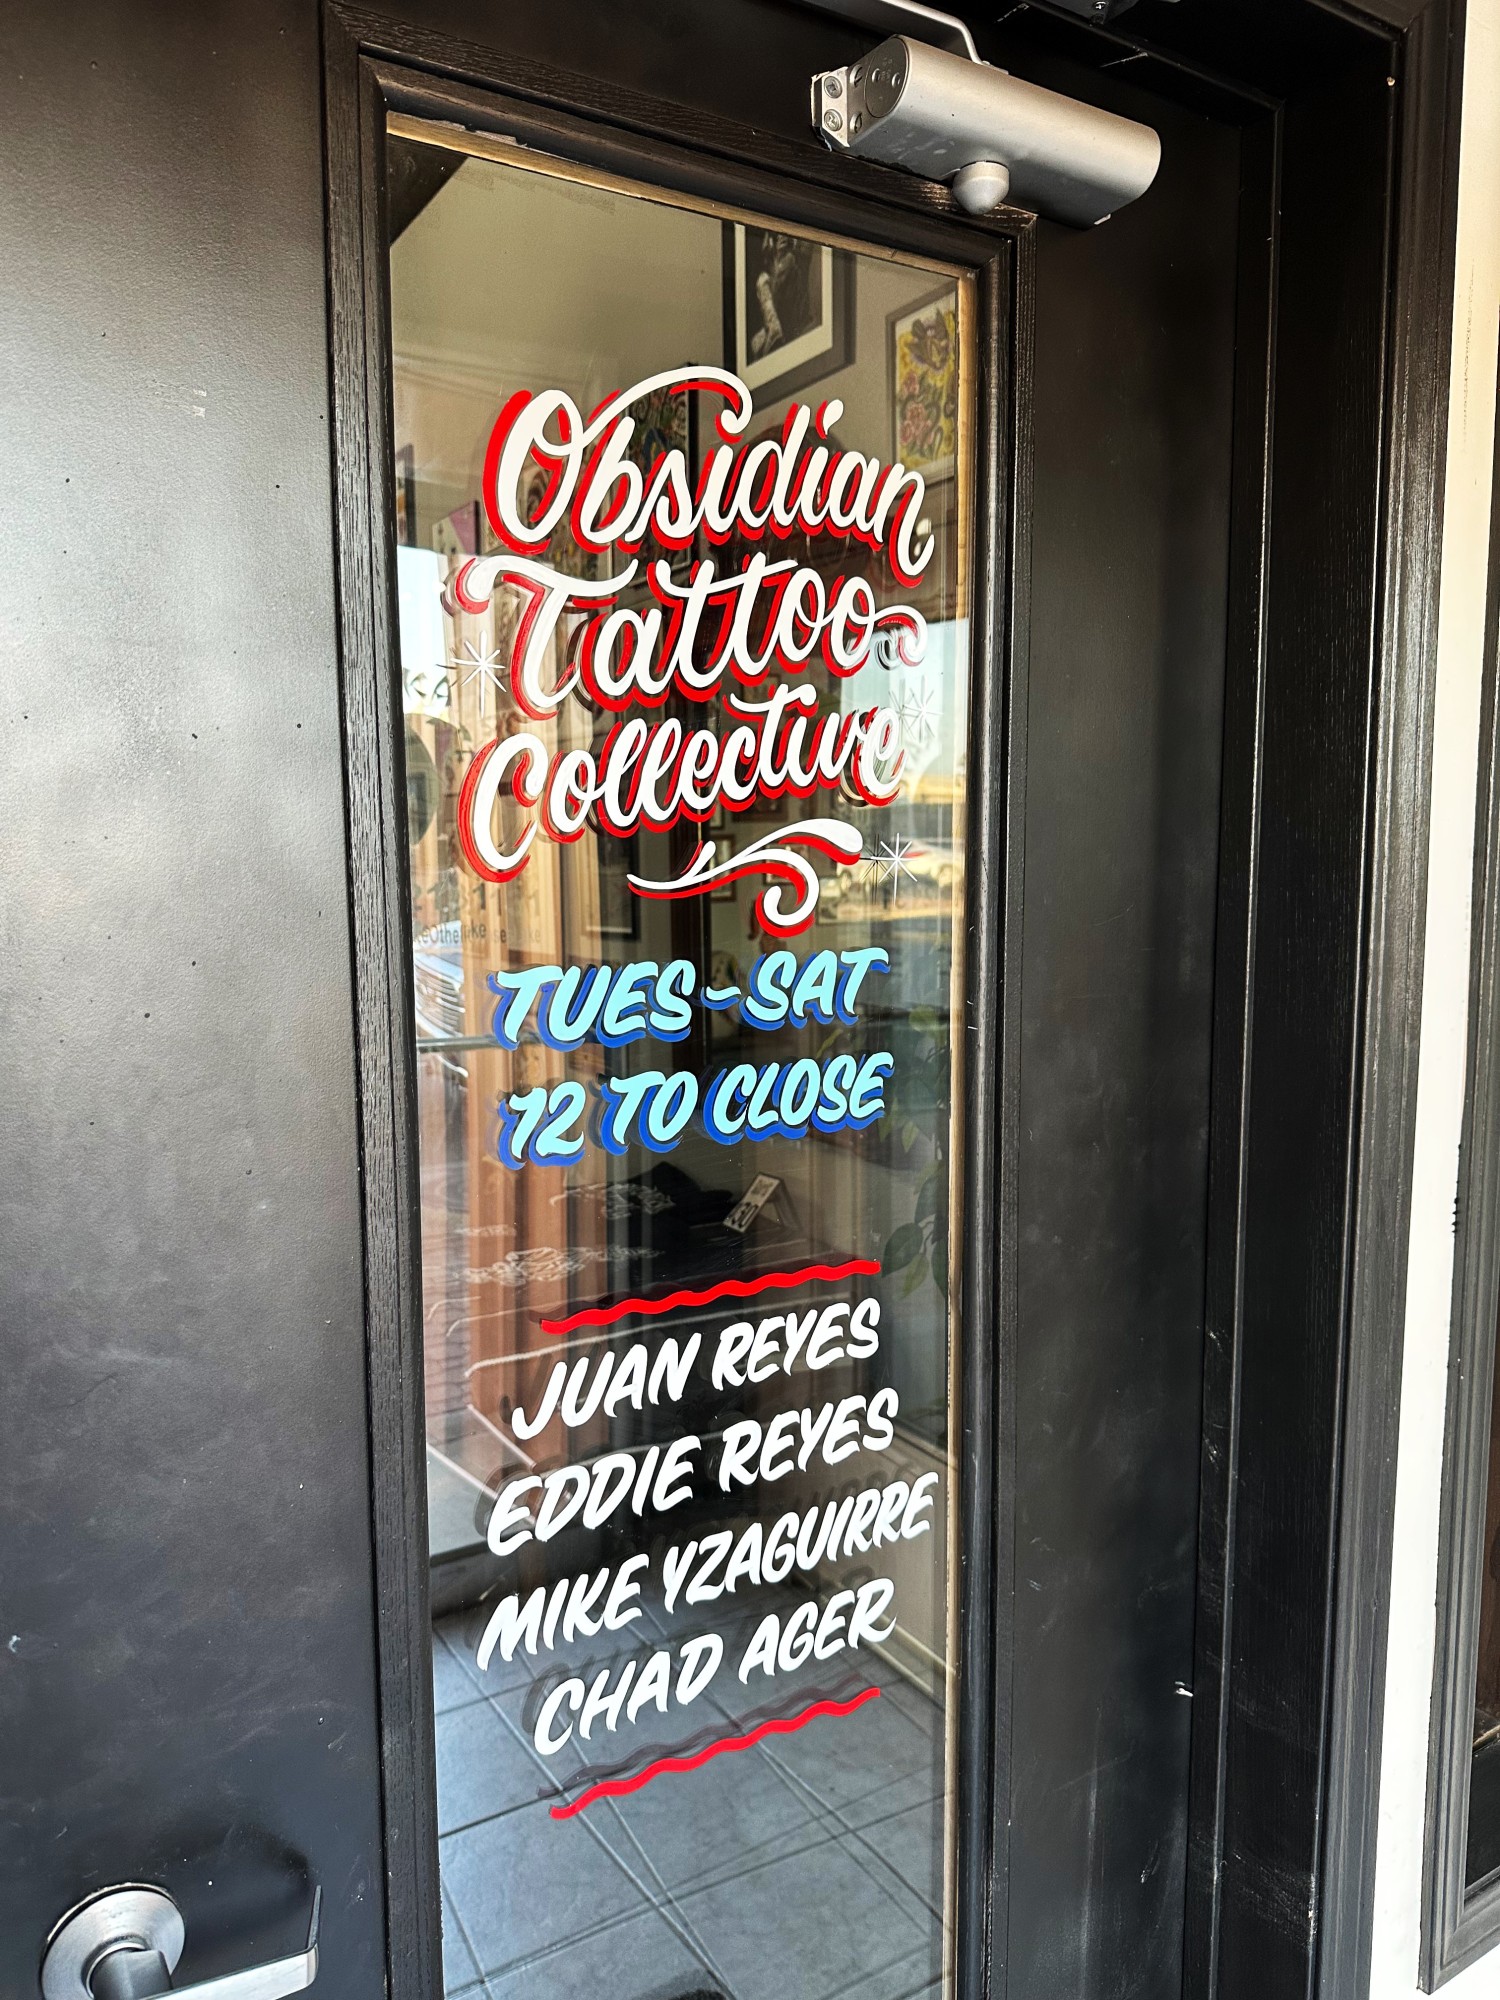 Obsidian
Tattoo
Collective
TUES-SAT
12 TO CLOSE
JUAN REYES
EDDIE REYES
MIKE YZAGUIRRE
CHAD AGER